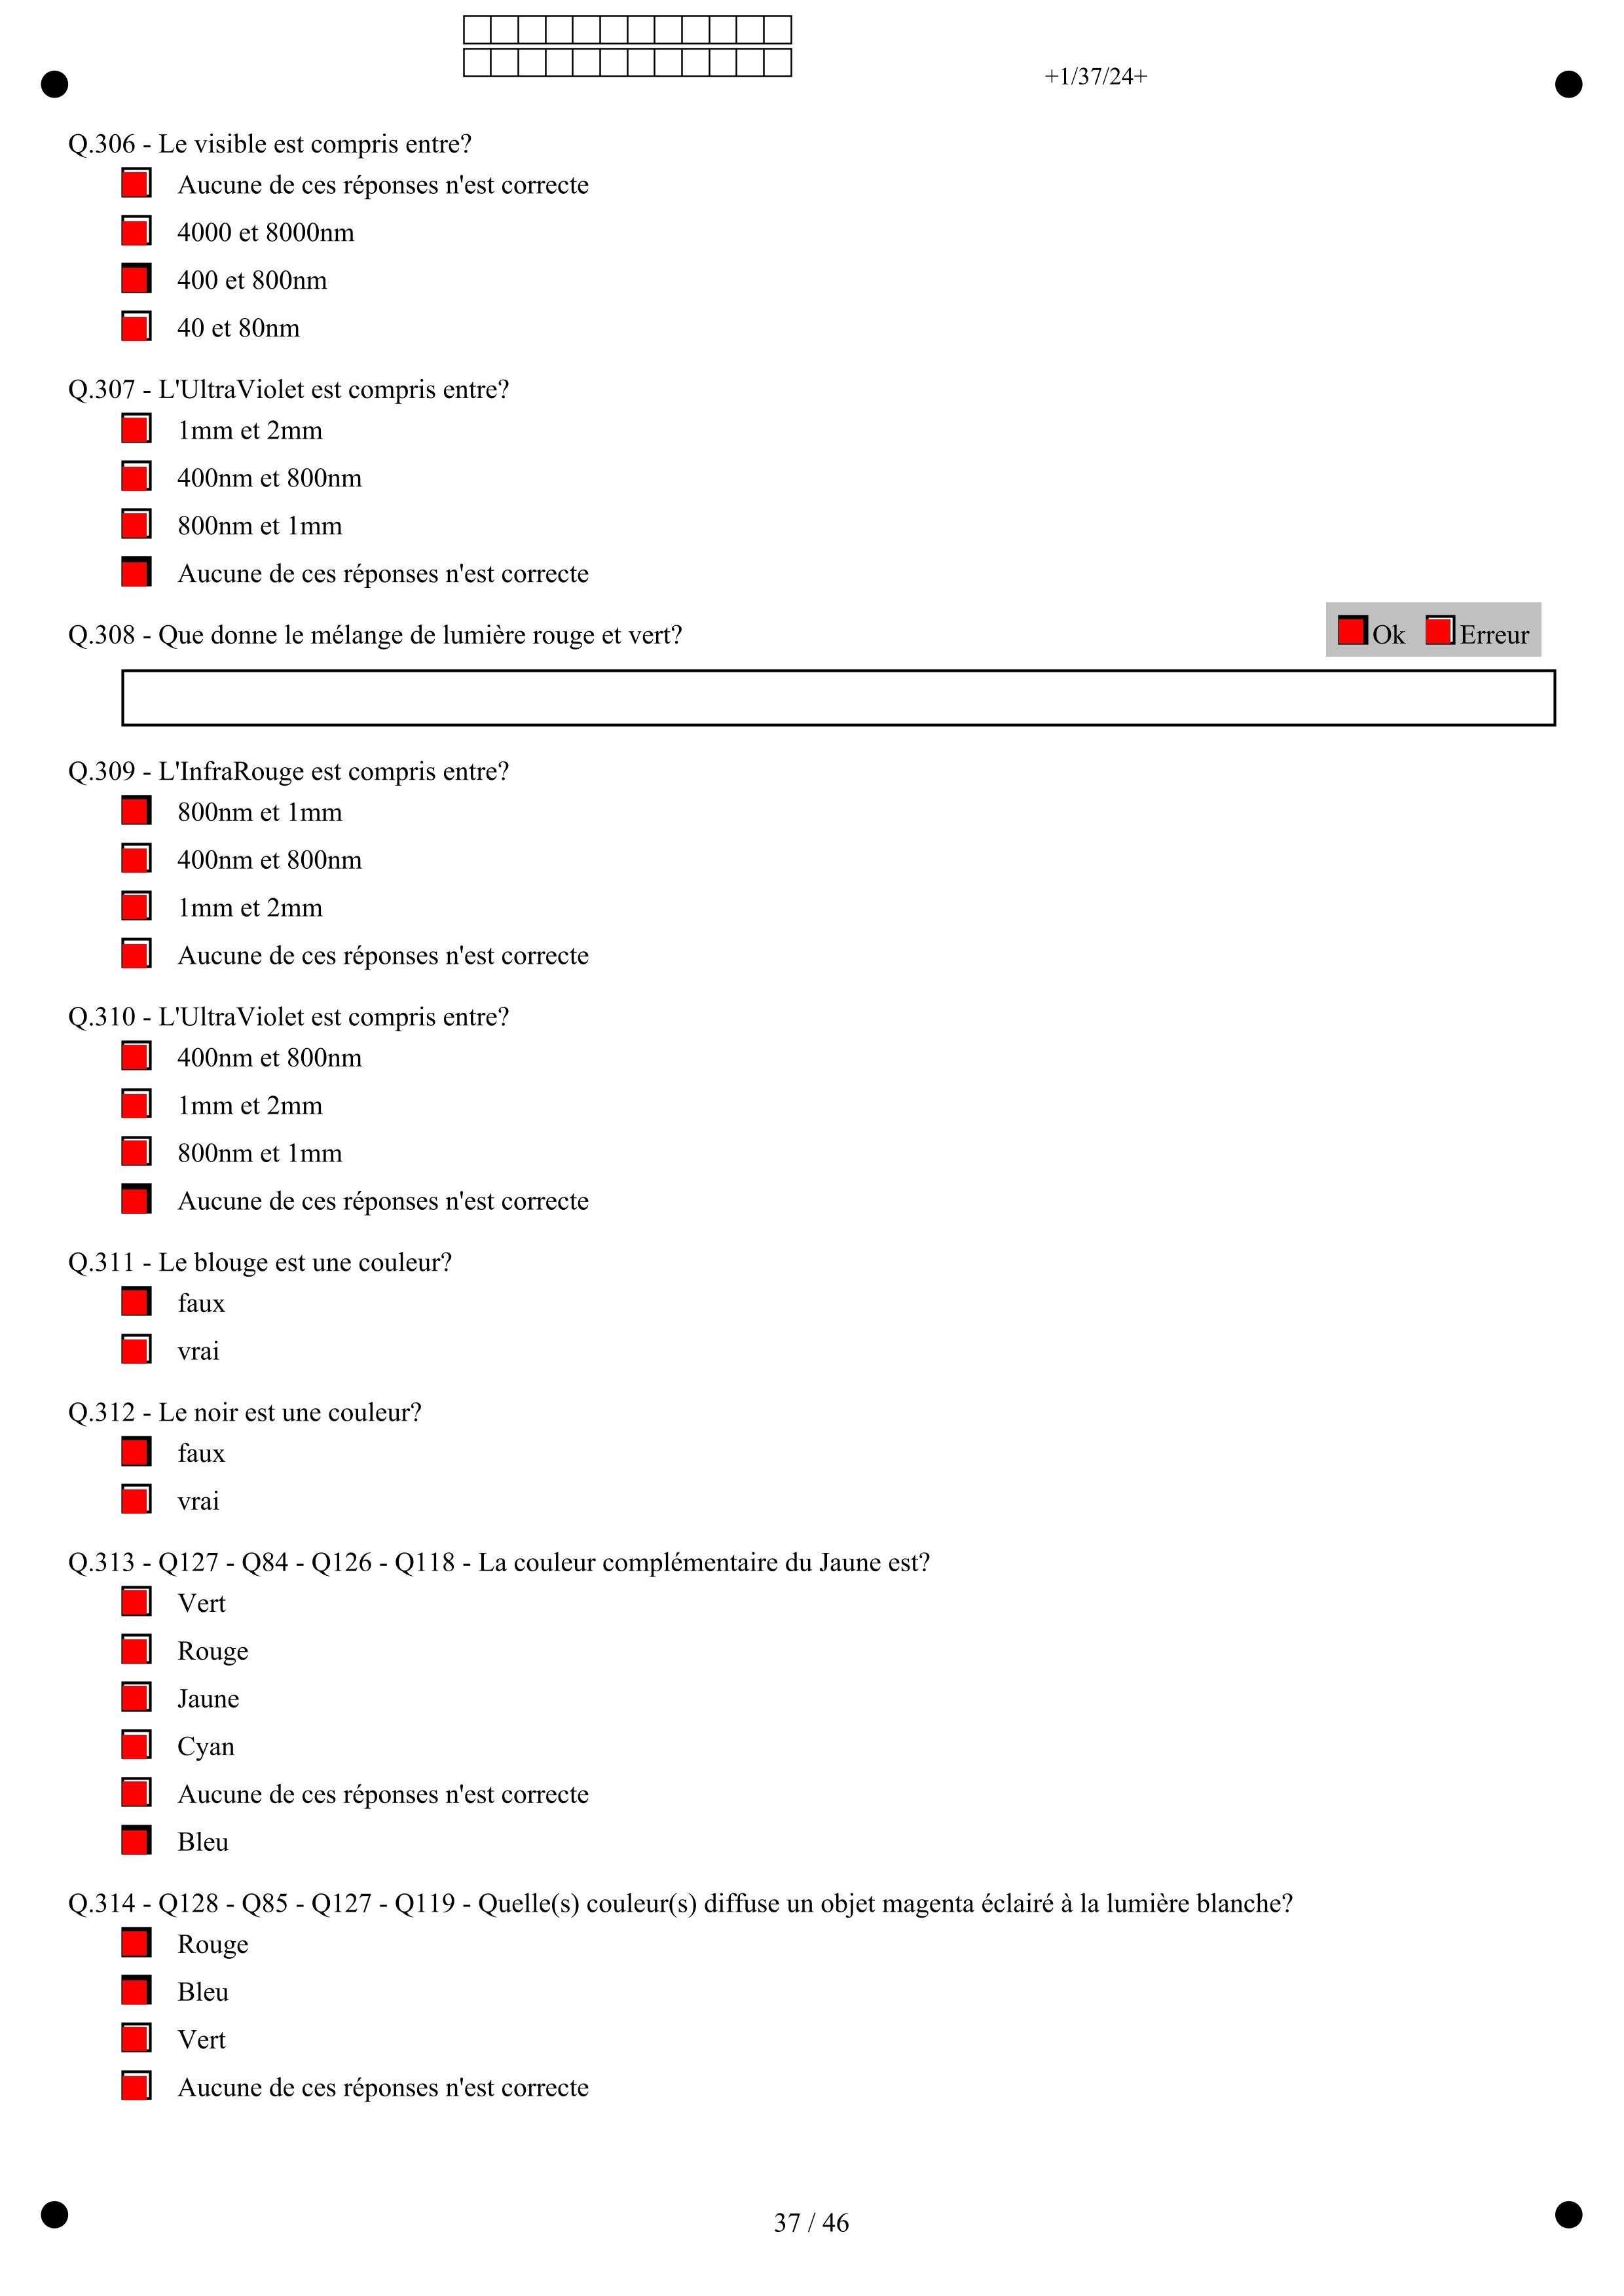 +1/37/24+
Q.306 - Le visible est compris entre?
Aucune de ces réponses n'est correcte
4000 et 8000nm
400 et 800nm
40 et 80nm
Q.307 - L'UltraViolet est compris entre?
1mm et 2mm
400nm et 800nm
800nm et 1mm
Aucune de ces réponses n'est correcte
Q.308 - Que donne le mélange de lumière rouge et vert? Ok Erreur
Q.309 - L'InfraRouge est compris entre?
800nm et 1mm
400nm et 800nm
1mm et 2mm
Aucune de ces réponses n'est correcte
Q.310 - L'UltraViolet est compris entre?
400nm et 800nm
1mm et 2mm
800nm et 1mm
Aucune de ces réponses n'est correcte
Q.311 - Le blouge est une couleur?
faux
vrai
Q.312 - Le noir est une couleur?
faux
vrai
Q.313 - Q127 - Q84 - Q126 - Q118 - La couleur complémentaire du Jaune est?
Vert
Rouge
Jaune
Cyan
Aucune de ces réponses n'est correcte
Bleu
Q.314 - Q128 - Q85 - Q127 - Q119 - Quelle(s) couleur(s) diffuse un objet magenta éclairé à la lumière blanche?
Rouge
Bleu
Vert
Aucune de ces réponses n'est correcte
37 / 46